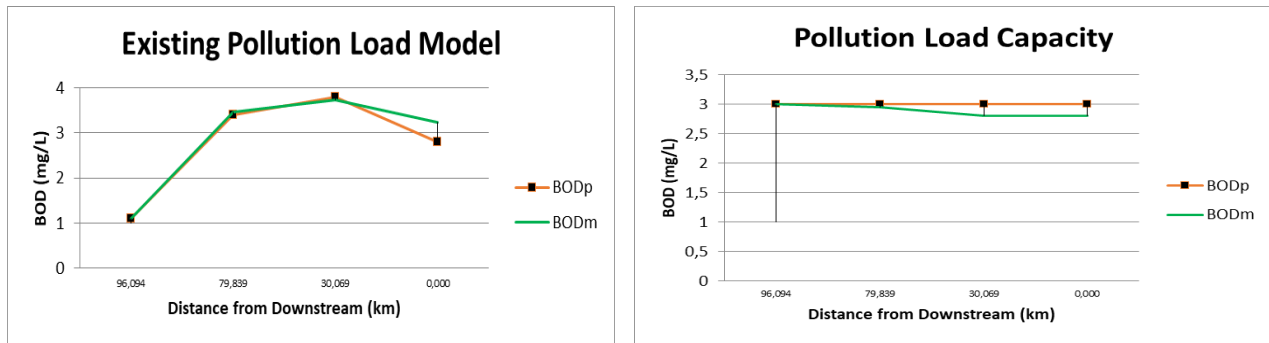 Existing Pollution Load Model
BOD (mg/L)
4
3
2
1
0
96,094
79,839
30,069
0,000
Distance from Downstream (km)
BODp
BODm
Pollution Load Capacity
BOD (mg/L)
3,5
3
2,5
2
1,5
1
0,5
0
96,094
79,839
30,069
0,000
Distance from Downstream (km)
BODp
BODm